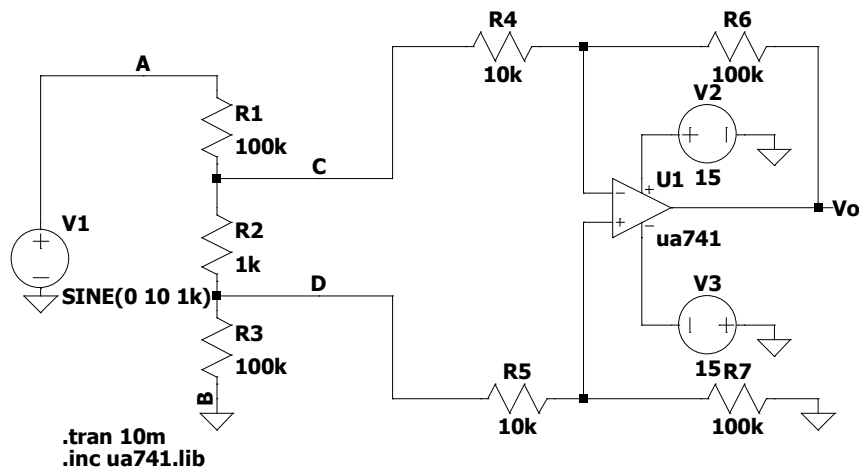 R4
10k
R6
100k
A
R1
100k
V2
15
C
U1
ua741
Vo
V1
SINE(0 10 1k)
R2
1k
D
V3
15
R3
100k
B
R5
10k
R7
100k
.tran 10m
.inc ua741.lib